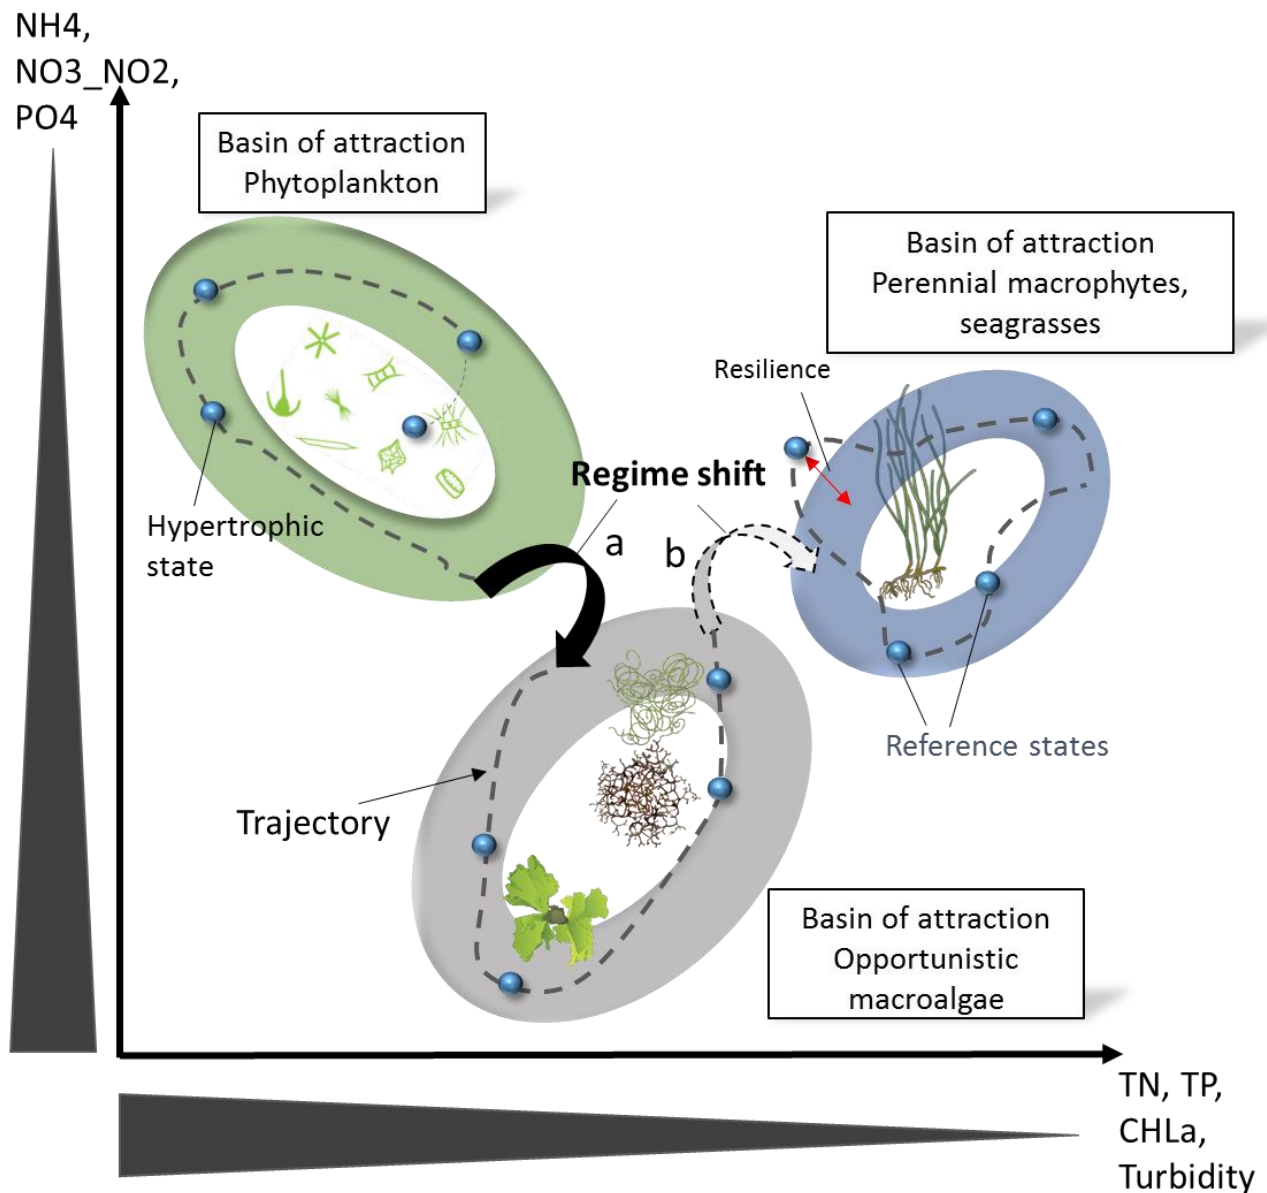 NH4,
NO3_NO2,
PO4
Basin of attraction
Phytoplankton
Basin of attraction
Perennial macrophytes,
seagrasses
Resilience
Regime shift
a
b
Hypertrophic
state
Reference states
Trajectory
Basin of attraction
Opportunistic
macroalgae
TN, TP,
CHLa,
Turbidity